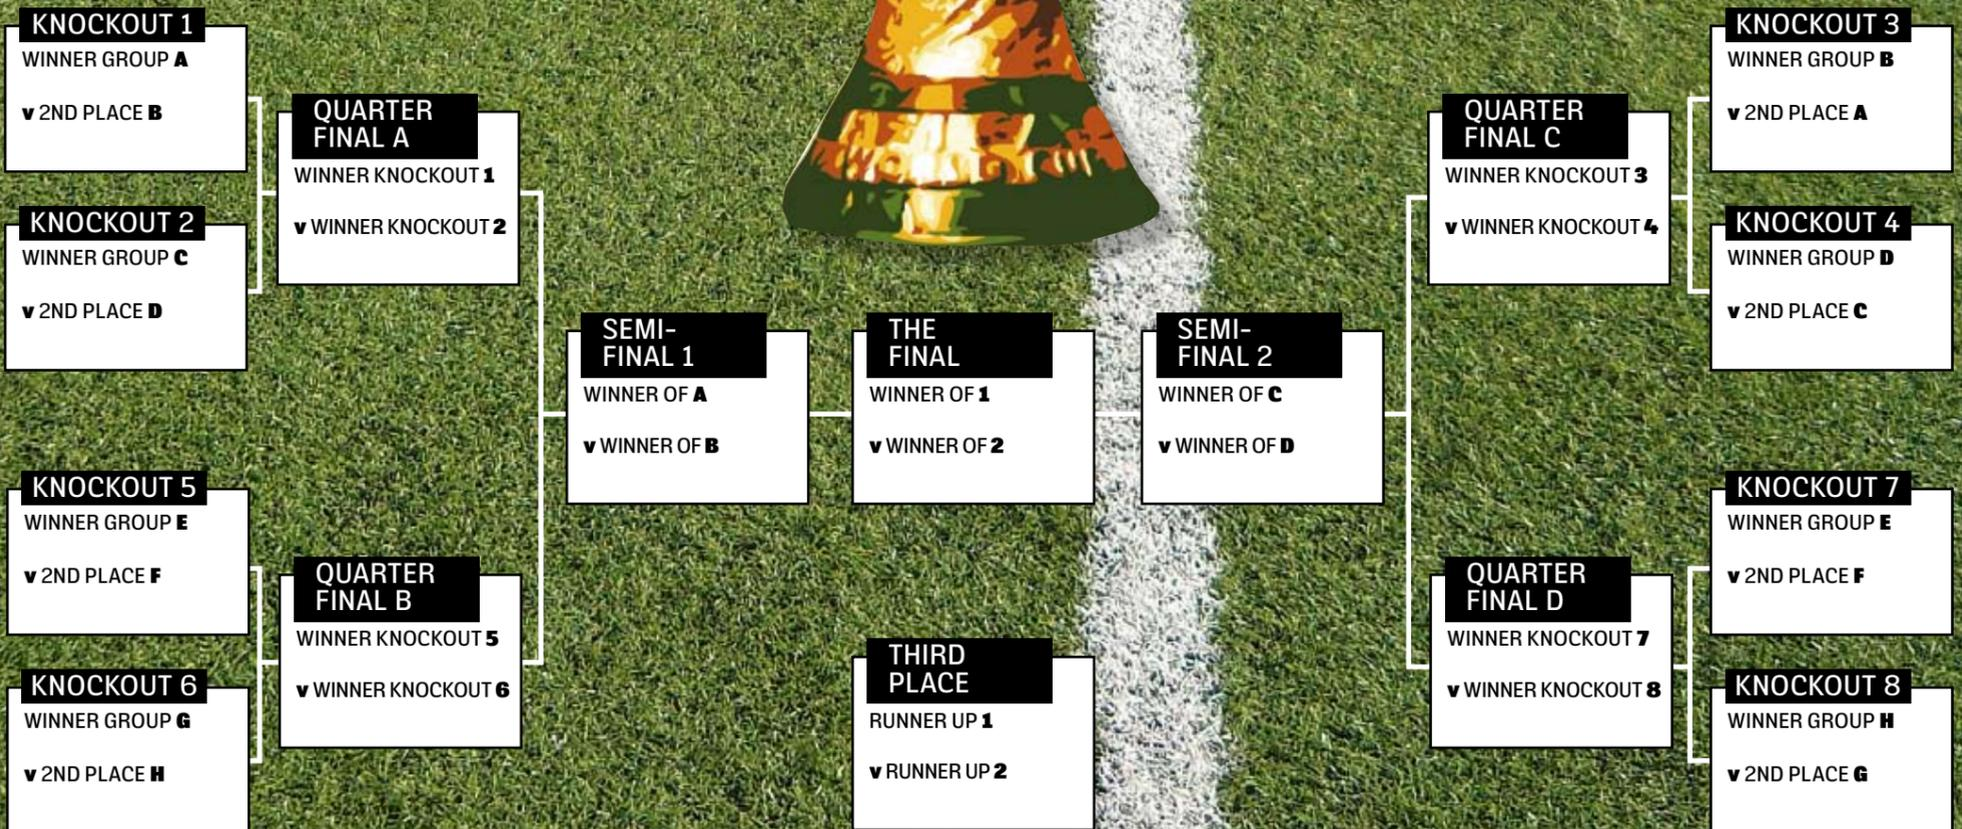 KNOCKOUT 1
WINNER GROUP A
v 2ND PLACE B
KNOCKOUT 2
WINNER GROUP C
v 2ND PLACE D
QUARTER
FINAL A
WINNER KNOCKOUT 1
v WINNER KNOCKOUT 2
KNOCKOUT 5
WINNER GROUP E
v 2ND PLACE F
KNOCKOUT 6
WINNER GROUP G
v 2ND PLACE H
QUARTER
FINAL B
WINNER KNOCKOUT 5
v WINNER KNOCKOUT 6
SEMI-
FINAL 1
WINNER OF A
v WINNER OF B
THE
FINAL
WINNER OF 1
v WINNER OF 2
THIRD
PLACE
RUNNER UP 1
v RUNNER UP 2
SEMI-
FINAL 2
WINNER OF C
v WINNER OF D
QUARTER
FINAL C
WINNER KNOCKOUT 3
v WINNER KNOCKOUT 4
KNOCKOUT 3
WINNER GROUP B
v 2ND PLACE A
KNOCKOUT 4
WINNER GROUP D
v 2ND PLACE C
QUARTER
FINAL D
WINNER KNOCKOUT 7
v WINNER KNOCKOUT 8
KNOCKOUT 7
WINNER GROUP E
v 2ND PLACE F
KNOCKOUT 8
WINNER GROUP H
v 2ND PLACE G